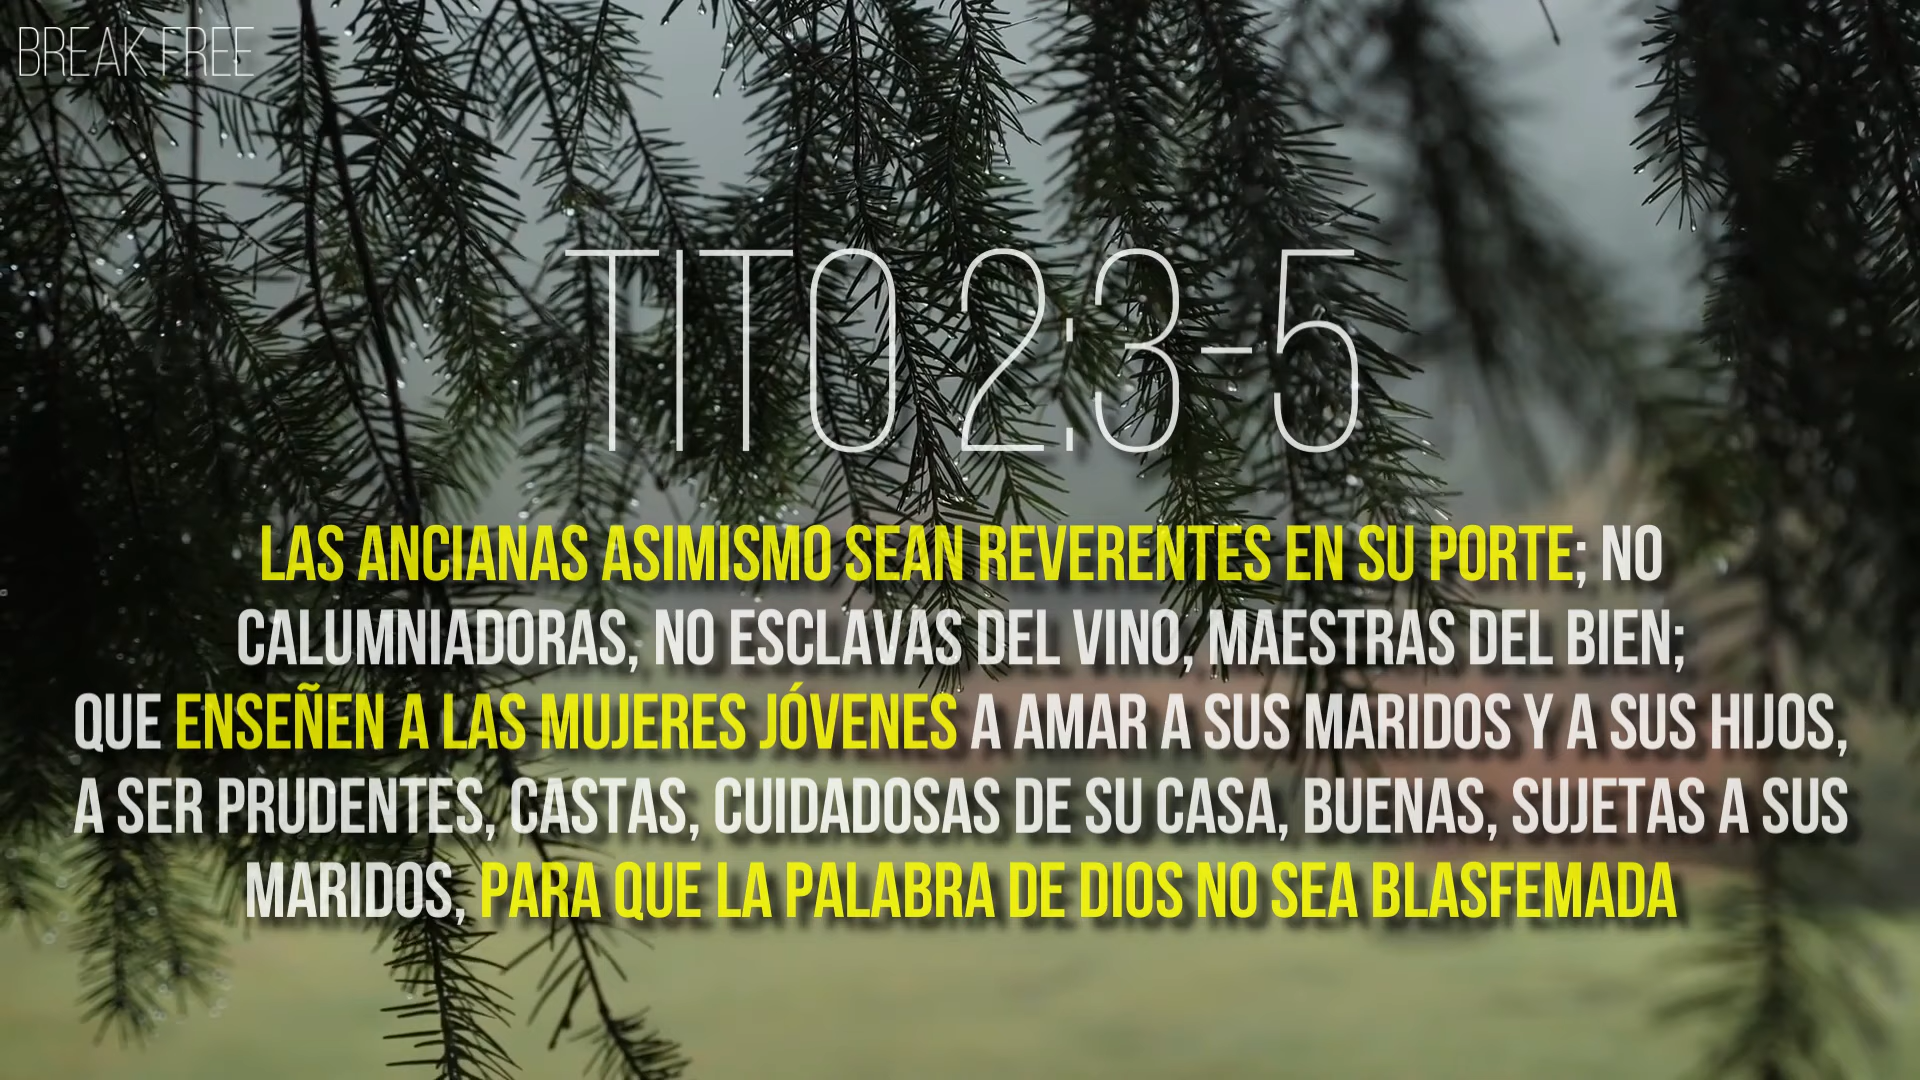 BREAK FREE
TITO 2:3-5
LAS ANCIANAS ASIMISMO SEAN REVERENTES EN SU PORTE; NO
CALUMNIADORAS, NO ESCLAVAS DEL VINO, MAESTRAS DEL BIEN;
QUE ENSEÑEN A LAS MUJERES JÓVENES A AMAR A SUS MARIDOS Y A SUS HIJOS,
A SER PRUDENTES, CASTAS, CUIDADOSAS DE SU CASA, BUENAS, SUJETAS A SUS
MARIDOS, PARA QUE LA PALABRA DE DIOS NO SEA BLASFEMADA